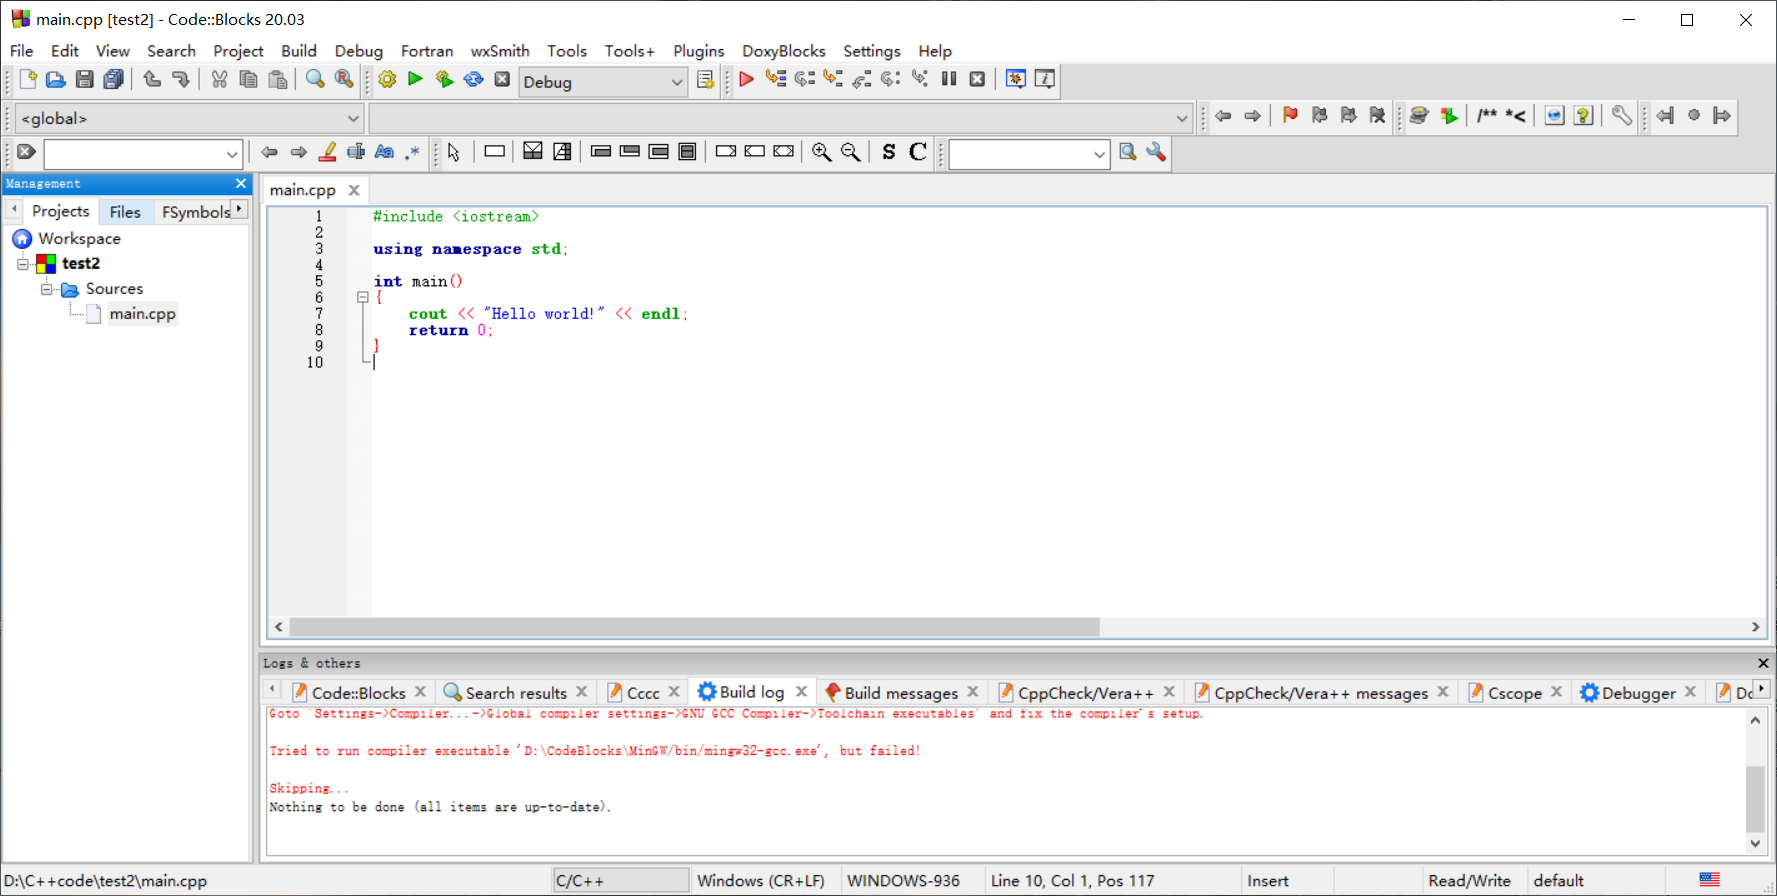 main.cpp [test2] - Code::Blocks 20.03
File Edit View Search Project Build Debug Fortran wxSmith Tools Tools+ Plugins DoxyBlocks Settings Help
Debug
<global>
/** *<
Aa .*
S C
Management
main.cpp
Projects Files FSymbols
Workspace
test2
Sources
main.cpp
1 #include <iostream>
2
3 using namespace std;
4
5 int main()
6 {
7 cout << "Hello world!" << endl;
8 return 0;
9 }
10
Logs & others
Code::Blocks Search results Cccc Build log Build messages CppCheck/Vera++ CppCheck/Vera++ messages Cscope Debugger Do
Goto `Settings->Compiler...->Global compiler settings->GNU GCC Compiler->Toolchain executables` and fix the compiler's setup.
Tried to run compiler executable 'D:\CodeBlocks\MinGW/bin/mingw32-gcc.exe', but failed!
Skipping...
Nothing to be done (all items are up-to-date).
D:\C++code\test2\main.cpp C/C++ Windows (CR+LF) WINDOWS-936 Line 10, Col 1, Pos 117 Insert Read/Write default